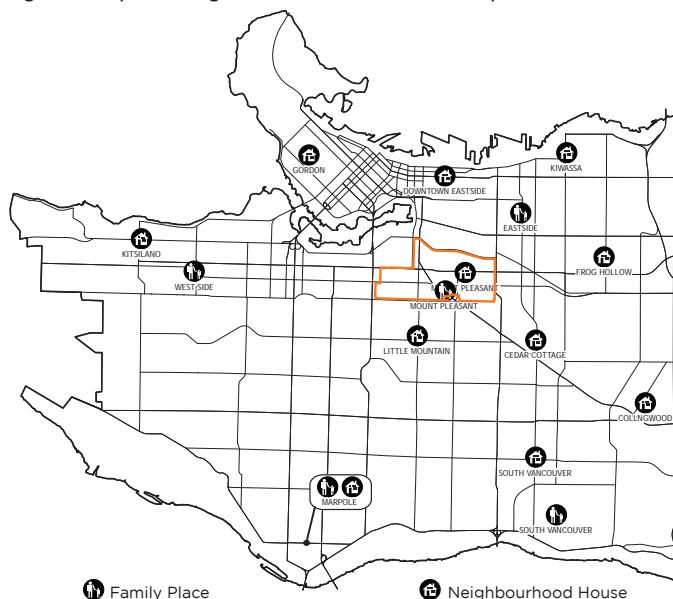 GORDON
KIWASSA
DOWNTOWN EASTSIDE
EASTSIDE
KITSILANO
FROG HOLLOW
WEST SIDE
MOUNT PLEASANT
LITTLE MOUNTAIN
CEDAR COTTAGE
COLLNGWOOD
SOUTH VANCOUVER
MARPOLE
SOUTH VANCOUVER
Family Place
Neighbourhood House